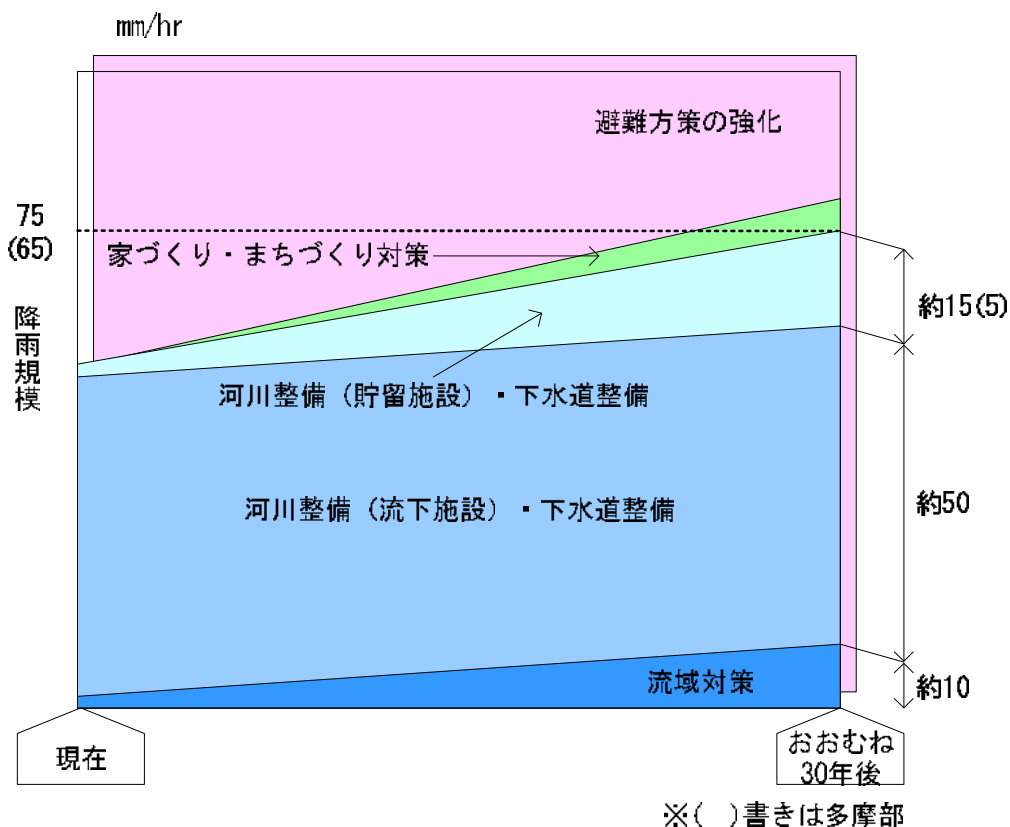 mm/hr
避難方策の強化
75
(65)
家づくり・まちづくり対策
約15(5)
降雨規模
河川整備（貯留施設）・下水道整備
河川整備（流下施設）・下水道整備
約50
流域対策
約10
現在
おおむね
30年後
※(　)書きは多摩部